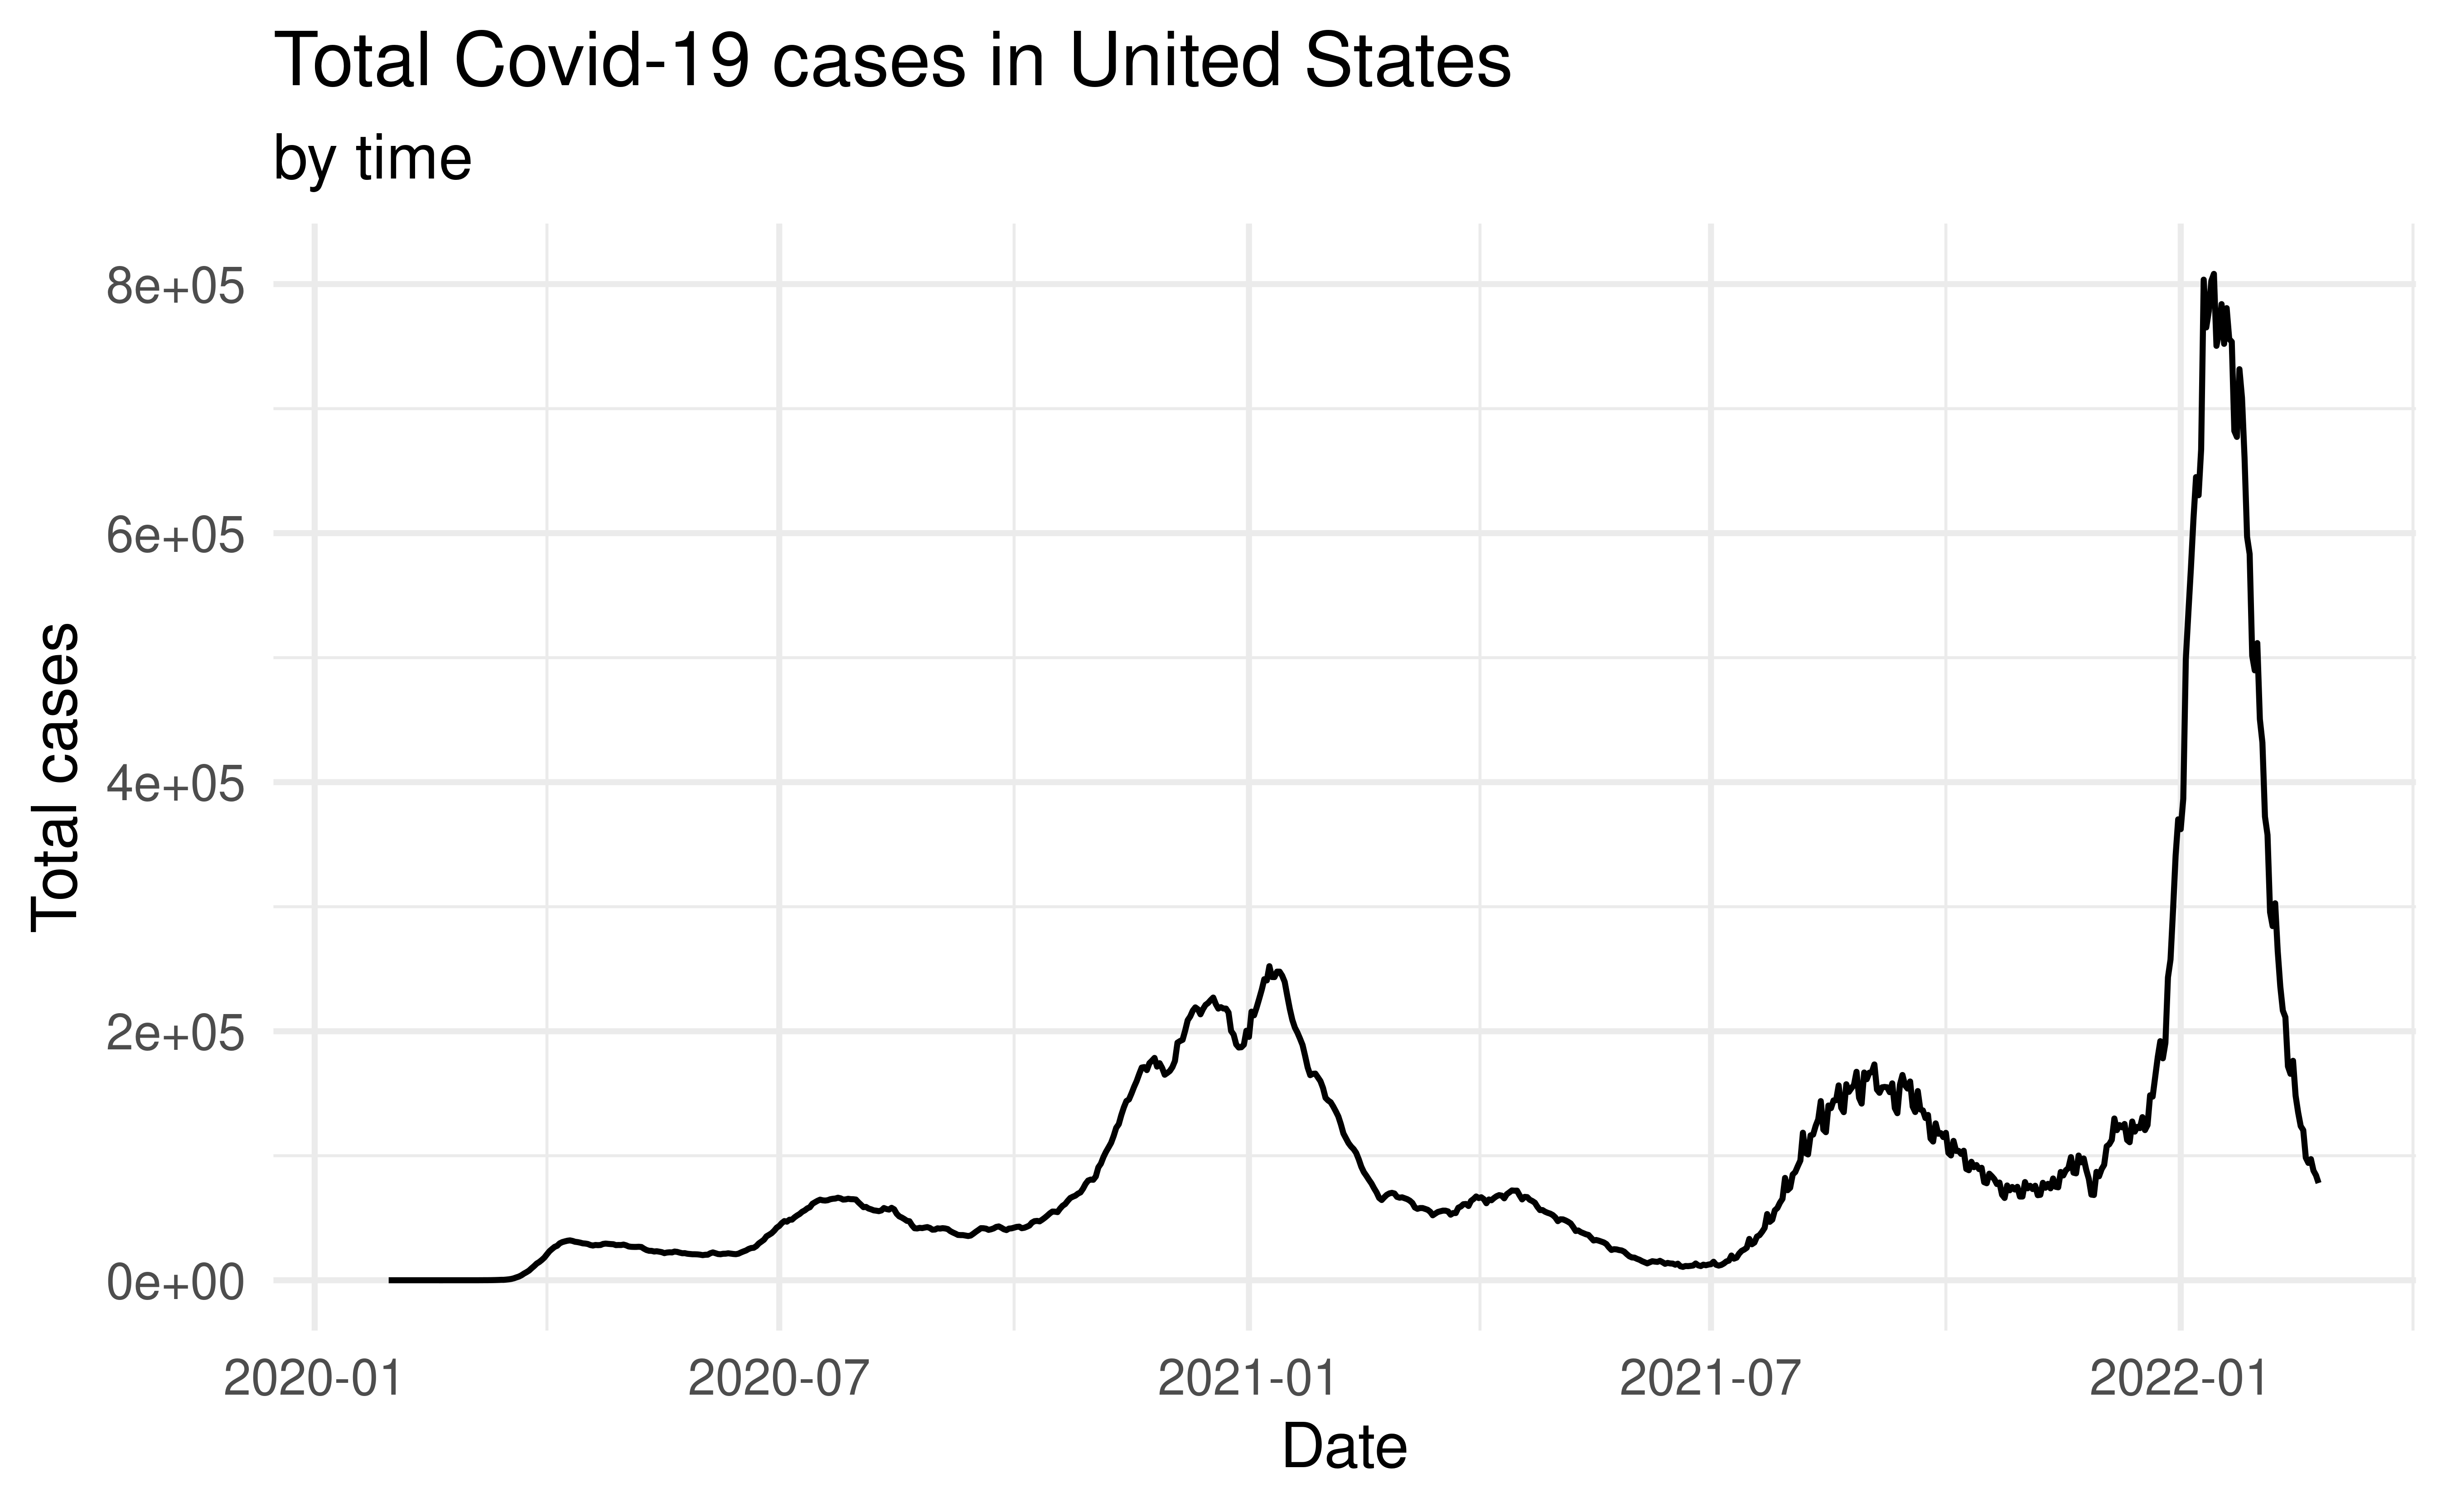 Total Covid-19 cases in United States
by time
8e+05
6e+05
4e+05
2e+05
0e+00
Total cases
2020-01
2020-07
2021-01
2021-07
2022-01
Date